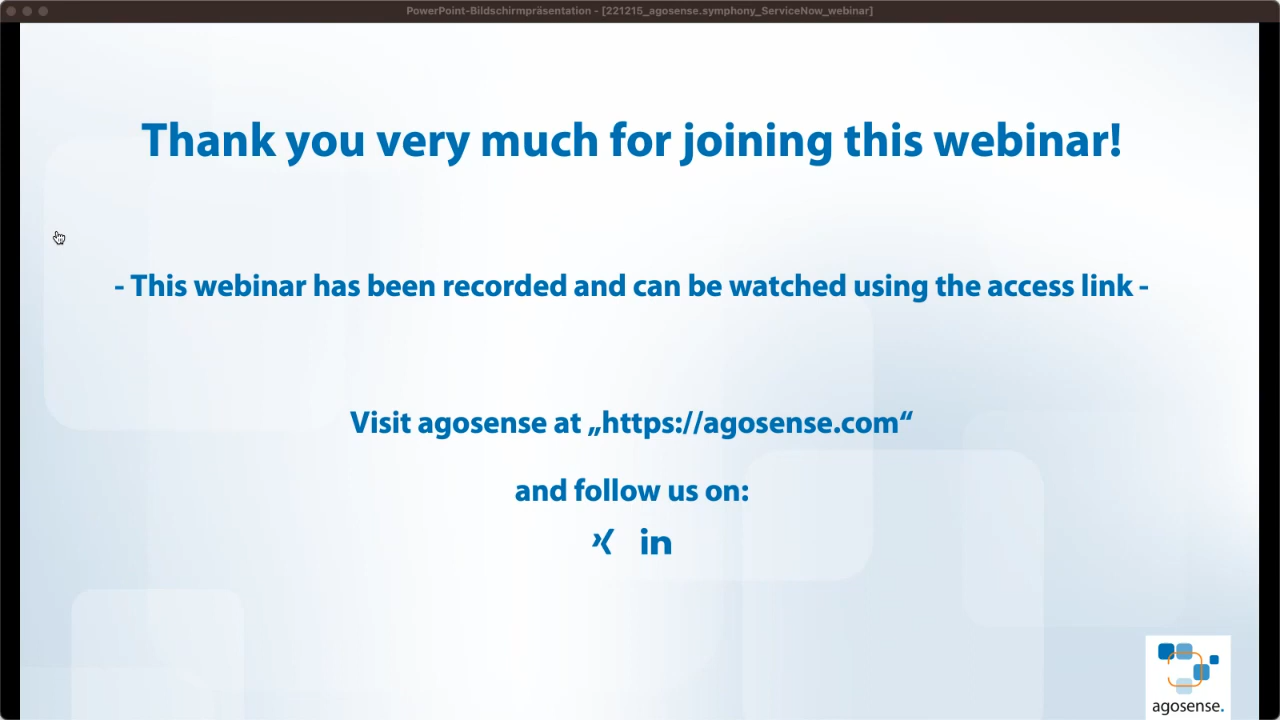 PowerPoint-Bildschirmpräsentation - [221215_agosense.symphony_ServiceNow_webinar]
Thank you very much for joining this webinar!
- This webinar has been recorded and can be watched using the access link -
Visit agosense at „https://agosense.com“
and follow us on:
in
agosense.